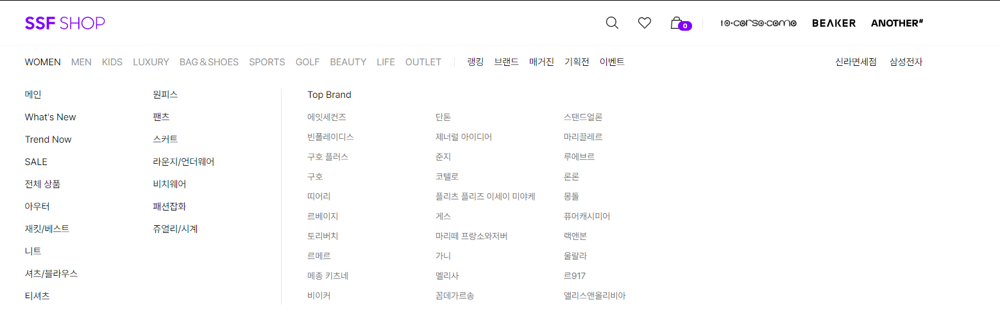 SSF SHOP
0
10·corso·como BEAKER ANOTHER#
WOMEN MEN KIDS LUXURY BAG&SHOES SPORTS GOLF BEAUTY LIFE OUTLET 랭킹 브랜드 매거진 기획전 이벤트 신라면세점 삼성전자
메인
What's New
Trend Now
SALE
전체 상품
아우터
재킷/베스트
니트
셔츠/블라우스
티셔츠
원피스
팬츠
스커트
라운지/언더웨어
비치웨어
패션잡화
쥬얼리/시계
Top Brand
에잇세컨즈
빈폴레이디스
구호 플러스
구호
띠어리
르베이지
토리버치
르메르
메종 키츠네
비이커
단톤
제너럴 아이디어
준지
코텔로
플리츠 플리즈 이세이 미야케
게스
마리떼 프랑소와저버
가니
멜리사
꼼데가르송
스탠드얼론
마리끌레르
루에브르
론론
몽돌
퓨어캐시미어
랙앤본
울랄라
르917
앨리스앤올리비아